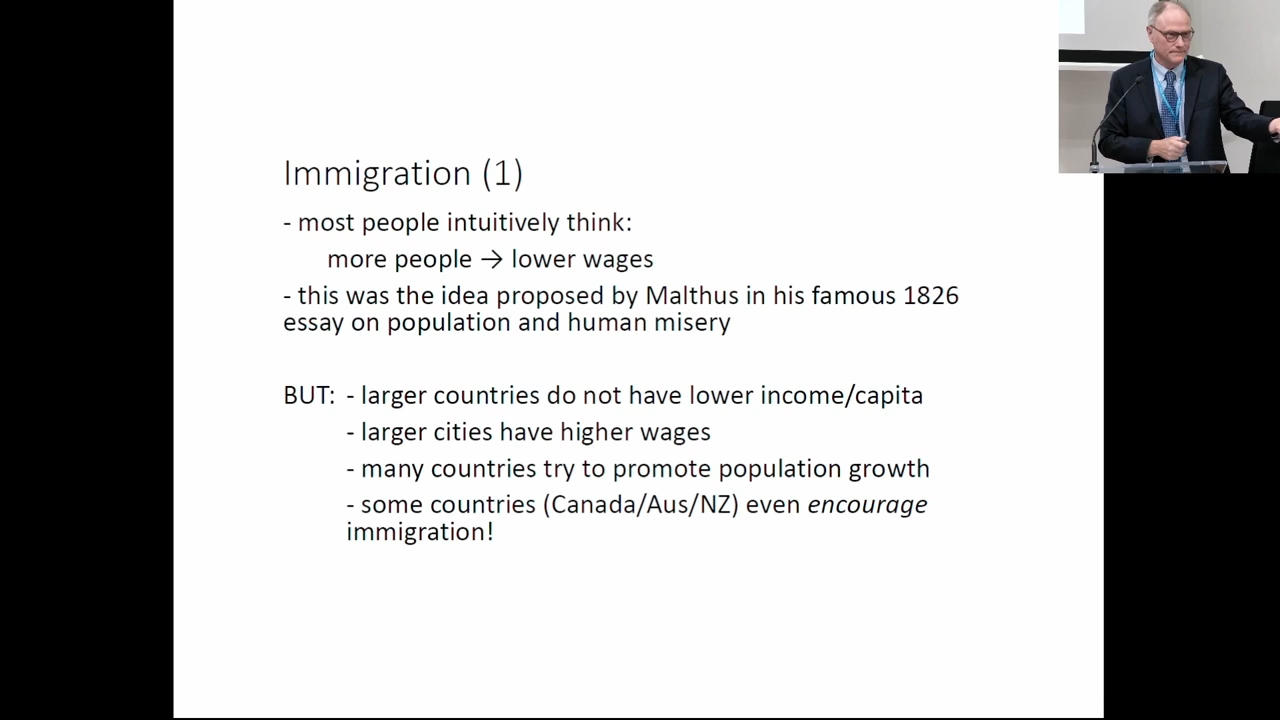 Immigration (1)
- most people intuitively think:
more people → lower wages
- this was the idea proposed by Malthus in his famous 1826
essay on population and human misery
BUT: - larger countries do not have lower income/capita
- larger cities have higher wages
- many countries try to promote population growth
- some countries (Canada/Aus/NZ) even encourage
immigration!